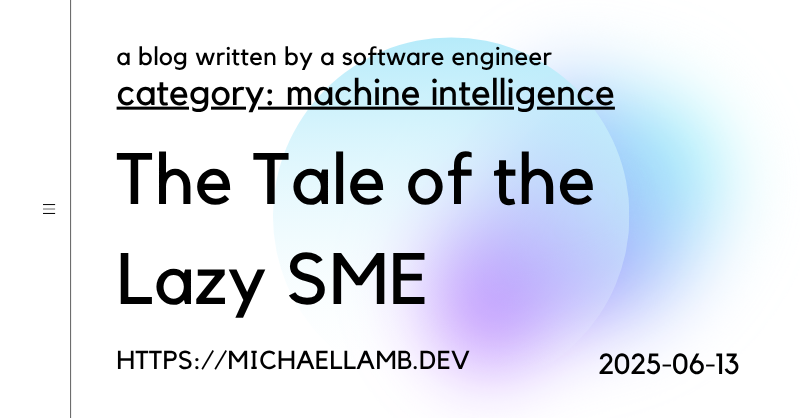 a blog written by a software engineer
category: machine intelligence
The Tale of the
Lazy SME
HTTPS://MICHAELLAMB.DEV
2025-06-13